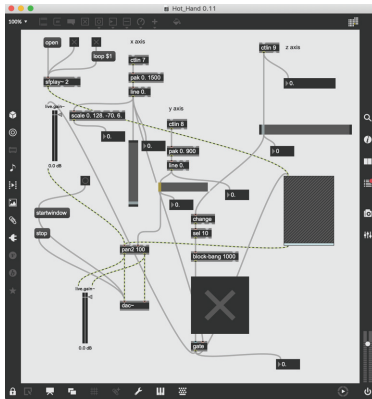 Hot_Hand 0.11
100%
open
x axis
loop $1
ctlin 7
ctlin 9
z axis
sfplay~ 2
pak 0. 1500
0.
line 0.
y axis
live.gain~
scale 0. 128. -70. 6.
ctlin 8
0.
0.
0.
pak 0. 900
line 0.
0.0 dB
0.
0.
startwindow
change
sel 10
stop
pan2 100
block-bang 1000
live.gain~
dac~
0.0 dB
gate
0.